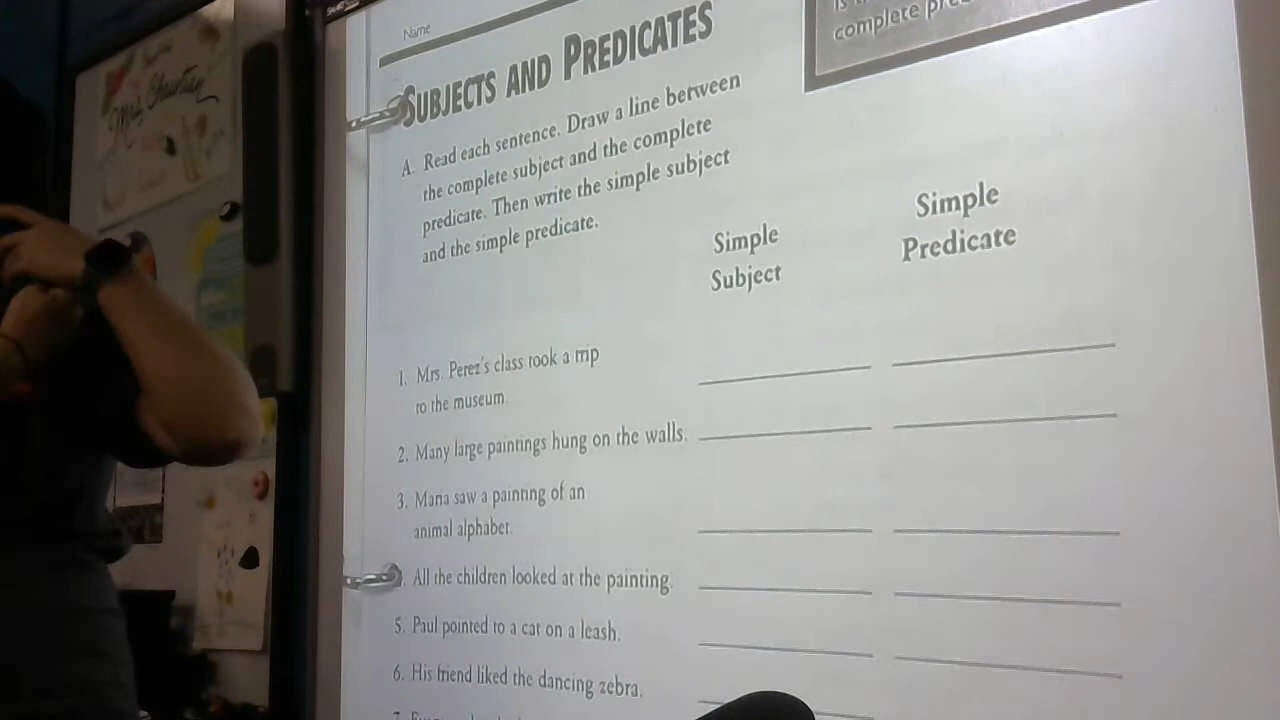 Mrs.
Name
SUBJECTS AND PREDICATES
complete
A. Read each sentence. Draw a line between
the complete subject and the complete
predicate. Then write the simple subject
and the simple predicate.
Simple
Subject
Simple
Predicate
1. Mrs. Perez's class took a trip
to the museum.
2. Many large paintings hung on the walls.
3. Maria saw a painting of an
animal alphabet.
. All the children looked at the painting.
5. Paul pointed to a cat on a leash.
6. His friend liked the dancing zebra.
7.